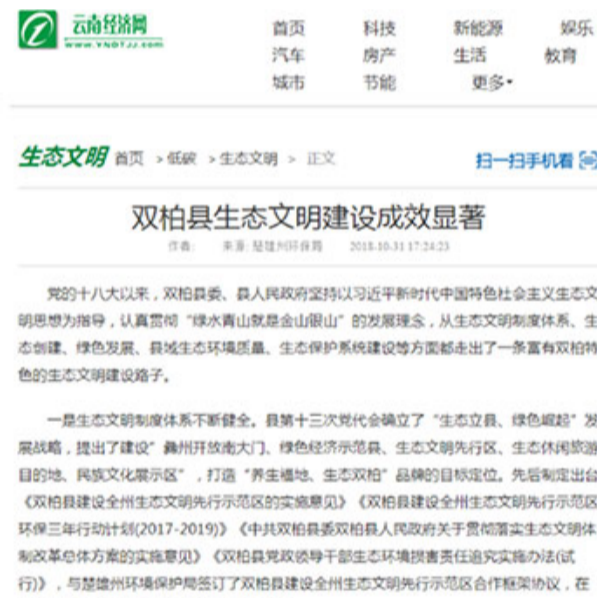 云南经济网
www.YNDTJJ.com
首页 科技 新能源 娱乐
汽车 房产 生活 教育
城市 节能 更多
生态文明 首页 > 低碳 > 生态文明 > 正文
扫一扫手机看
双柏县生态文明建设成效显著
作者: 来源: 楚雄州环保局 2018-10-31 17:24:23
党的十八大以来，双柏县委、县人民政府坚持以习近平新时代中国特色社会主义生态文
明思想为指导，认真贯彻“绿水青山就是金山银山”的发展理念，从生态文明制度体系、生
态创建、绿色发展、县域生态环境质量、生态保护系统建设等方面都走出了一条富有双柏特
色的生态文明建设路子。
一是生态文明制度体系不断健全。县第十三次党代会确立了“生态立县、绿色崛起”发
展战略，提出了建设”彝州开放南大门、绿色经济示范县、生态文明先行区、生态休闲旅游
目的地、民族文化展示区”，打造“养生福地、生态双柏”品牌的目标定位。先后制定出台
《双柏县建设全州生态文明先行示范区的实施意见》《双柏县建设全州生态文明先行示范区
环保三年行动计划(2017-2019)》《中共双柏县委双柏县人民政府关于贯彻落实生态文明体
制改革总体方案的实施意见》《双柏县党政领导干部生态环境损害责任追究实施办法(试
行)》，与楚雄州环境保护局签订了双柏县建设全州生态文明先行示范区合作框架协议，在